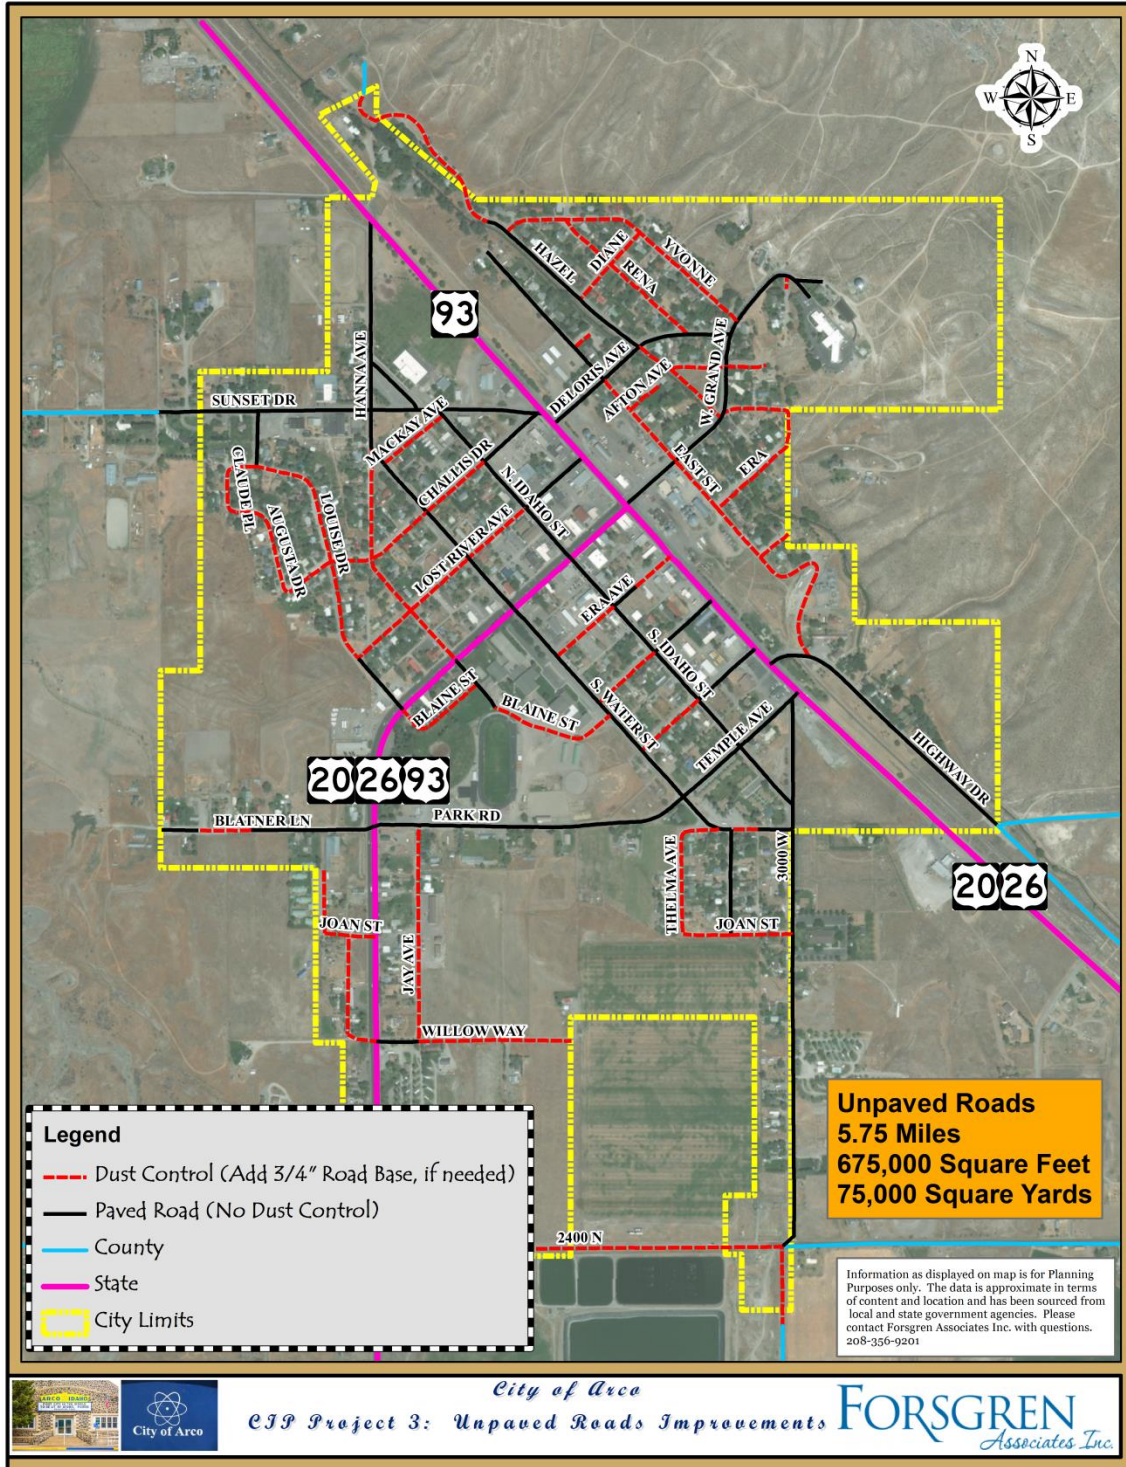 N
W
E
S
93
HAZEL
DIANE
RENA
YVONNE
HANNA AVE
SUNSET DR
DELORIS AVE
AFTON AVE
W. GRAND AVE
MACKAY AVE
CHALLIS DR
N. IDAHO ST
EAST ST
ERA
CLAUDE PL
AUGUSTA DR
LOUISE DR
LOST RIVER AVE
ERA AVE
S. IDAHO ST
BLAINE ST
BLAINE ST
S. WATER ST
TEMPLE AVE
HIGHWAY DR
20 26 93
BLATNER LN
PARK RD
THELMA AVE
3000 W
20 26
JOAN ST
JOAN ST
JAY AVE
WILLOW WAY
2400 N
Legend
Dust Control (Add 3/4" Road Base, if needed)
Paved Road (No Dust Control)
County
State
City Limits
Unpaved Roads
5.75 Miles
675,000 Square Feet
75,000 Square Yards
Information as displayed on map is for Planning
Purposes only. The data is approximate in terms
of content and location and has been sourced from
local and state government agencies. Please
contact Forsgren Associates Inc. with questions.
208-356-9201
ARCO IDAHO
City of Arco
City of Arco
CIP Project 3: Unpaved Roads Improvements
FORSGREN
Associates Inc.